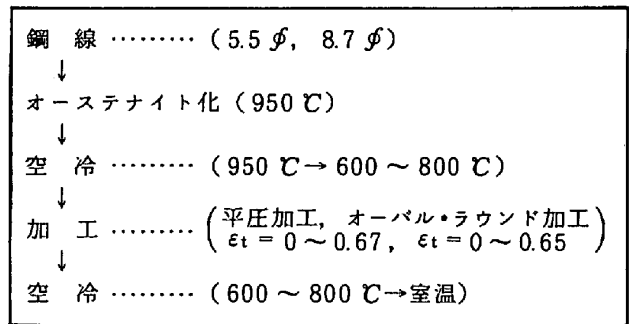 鋼 線 ……… (5.5 ∮, 8.7 ∮)
↓
オーステナイト化 (950 ℃)
↓
空 冷 ……… (950 ℃→ 600 ~ 800 ℃)
↓
加 工 ……… (平圧加工, オーバル・ラウンド加工
εt = 0 ~ 0.67, εt = 0 ~ 0.65)
↓
空 冷 ……… (600 ~ 800 ℃→室温)